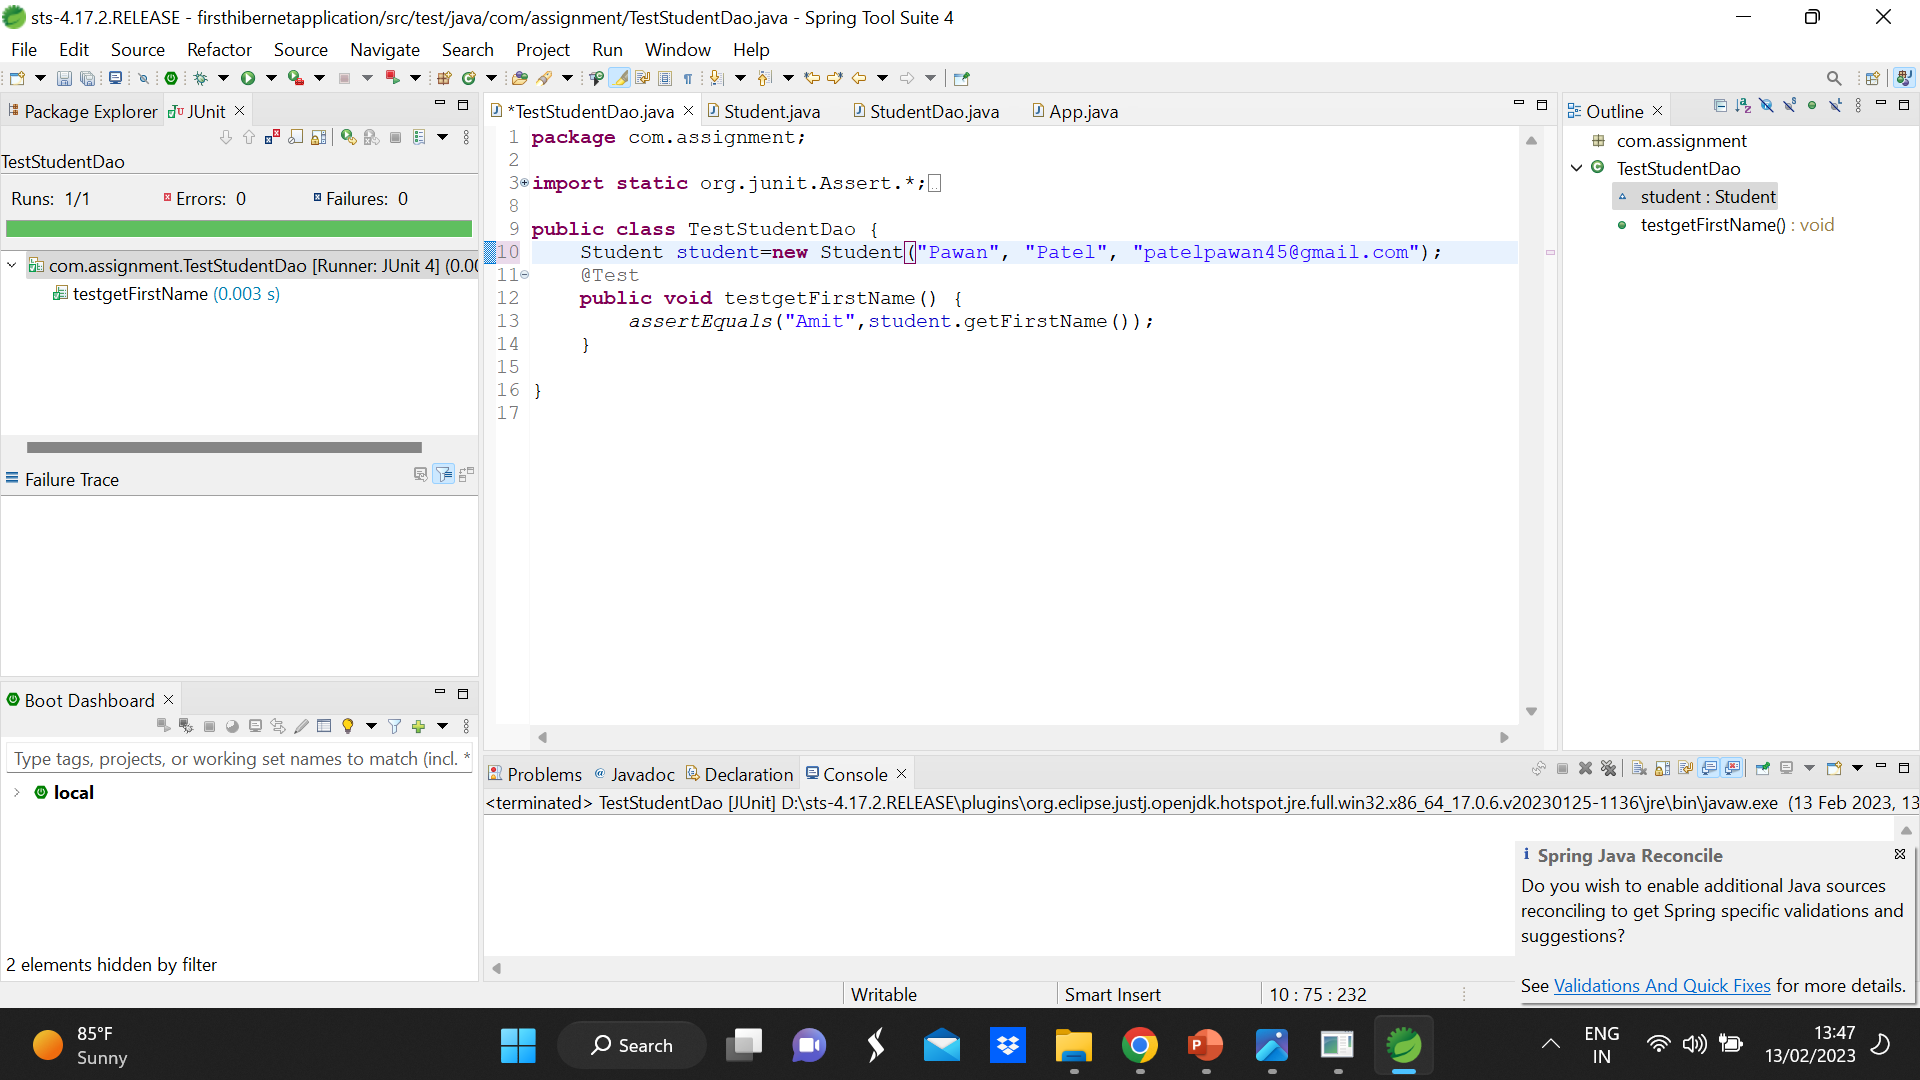 sts-4.17.2.RELEASE - firsthibernetapplication/src/test/java/com/assignment/TestStudentDao.java - Spring Tool Suite 4
File Edit Source Refactor Source Navigate Search Project Run Window Help
Package Explorer JUnit
TestStudentDao
Runs: 1/1 Errors: 0 Failures: 0
com.assignment.TestStudentDao [Runner: JUnit 4] (0.00
testgetFirstName (0.003 s)
Failure Trace
Boot Dashboard
Type tags, projects, or working set names to match (incl. *
local
2 elements hidden by filter
*TestStudentDao.java Student.java StudentDao.java App.java
1 package com.assignment;
2
3 import static org.junit.Assert.*;
8
9 public class TestStudentDao {
10 Student student=new Student("Pawan", "Patel", "patelpawan45@gmail.com");
11 @Test
12 public void testgetFirstName() {
13 assertEquals("Amit",student.getFirstName());
14 }
15
16 }
17
Outline
com.assignment
TestStudentDao
student : Student
testgetFirstName() : void
Problems Javadoc Declaration Console
<terminated> TestStudentDao [JUnit] D:\sts-4.17.2.RELEASE\plugins\org.eclipse.justj.openjdk.hotspot.jre.full.win32.x86_64_17.0.6.v20230125-1136\jre\bin\javaw.exe (13 Feb 2023, 13
Spring Java Reconcile
Do you wish to enable additional Java sources
reconciling to get Spring specific validations and
suggestions?
See Validations And Quick Fixes for more details.
Writable Smart Insert 10 : 75 : 232
85°F
Sunny
Search
ENG
IN
13:47
13/02/2023